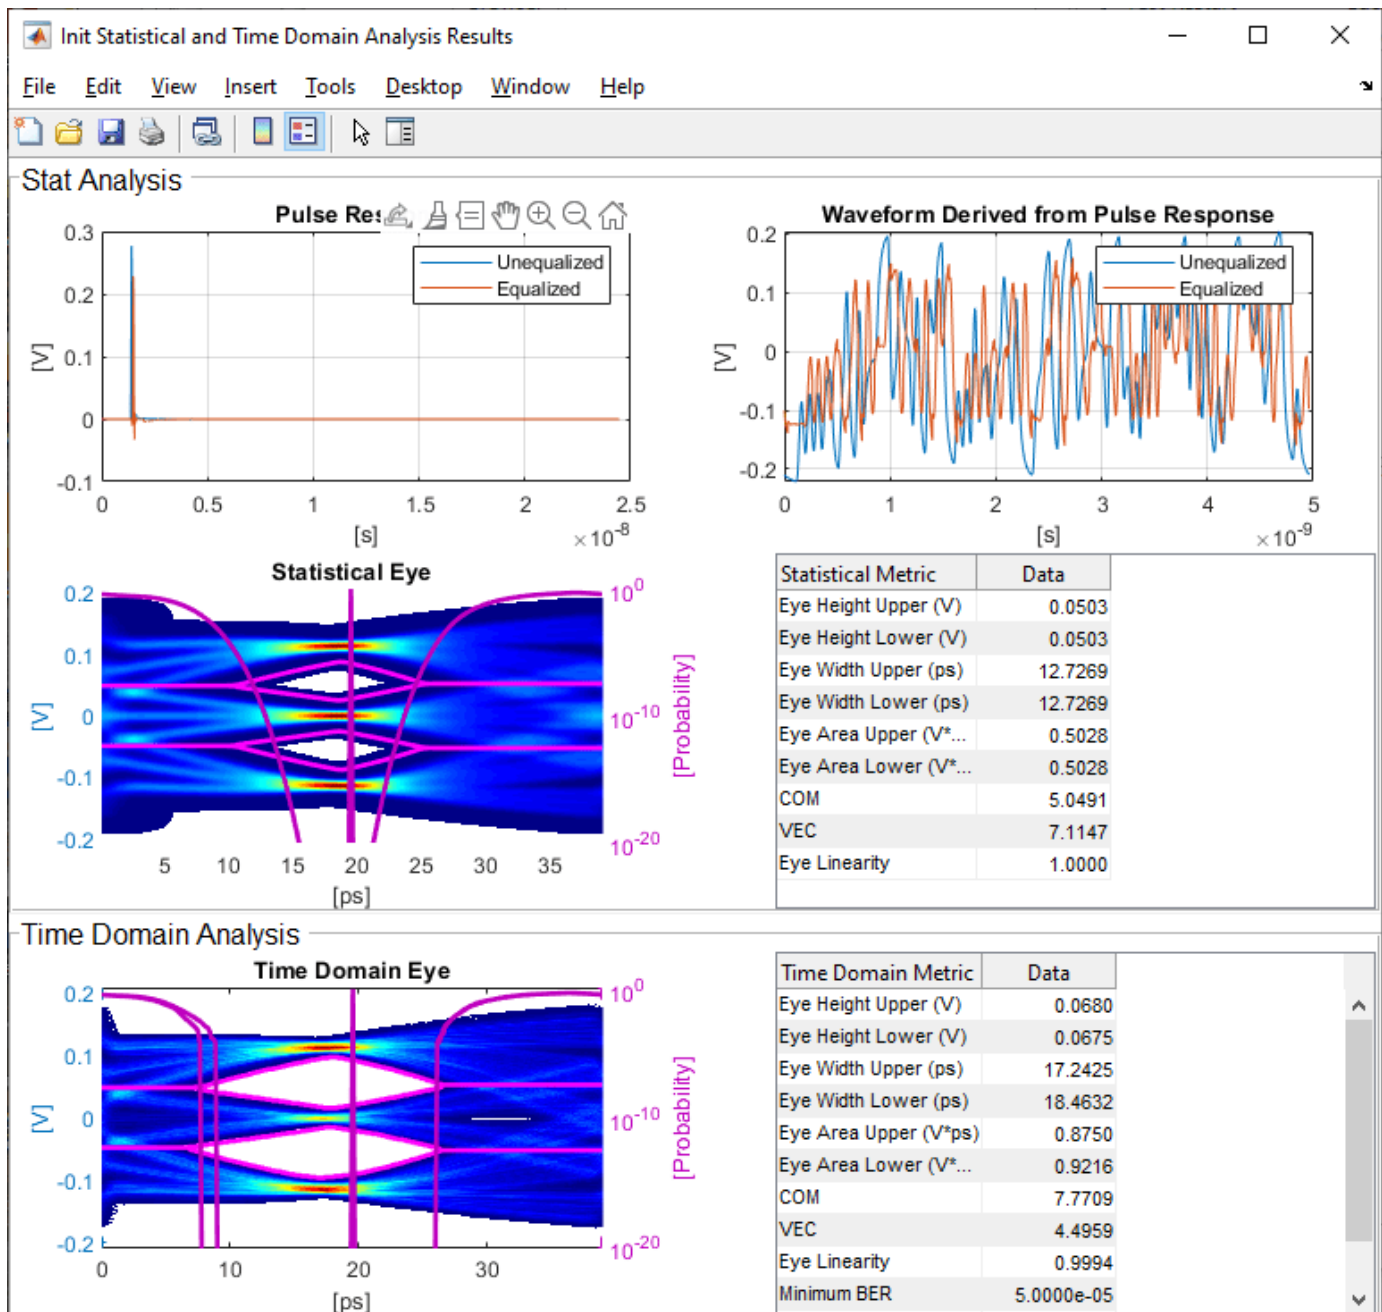 Init Statistical and Time Domain Analysis Results
File Edit View Insert Tools Desktop Window Help
Stat Analysis
Pulse Res
0.3
0.2
0.1
0
-0.1
[V]
Unequalized
Equalized
0 0.5 1 1.5 2 2.5
[s]
×10-8
Waveform Derived from Pulse Response
0.2
0.1
0
-0.1
-0.2
[V]
Unequalized
Equalized
0 1 2 3 4 5
[s]
×10-9
Statistical Eye
0.2
0.1
0
-0.1
-0.2
[V]
100
10-10
10-20
[Probability]
5 10 15 20 25 30 35
[ps]
Statistical Metric Data
Eye Height Upper (V) 0.0503
Eye Height Lower (V) 0.0503
Eye Width Upper (ps) 12.7269
Eye Width Lower (ps) 12.7269
Eye Area Upper (V*... 0.5028
Eye Area Lower (V*... 0.5028
COM 5.0491
VEC 7.1147
Eye Linearity 1.0000
Time Domain Analysis
Time Domain Eye
0.2
0.1
0
-0.1
-0.2
[V]
100
10-10
10-20
[Probability]
0 10 20 30
[ps]
Time Domain Metric Data
Eye Height Upper (V) 0.0680
Eye Height Lower (V) 0.0675
Eye Width Upper (ps) 17.2425
Eye Width Lower (ps) 18.4632
Eye Area Upper (V*ps) 0.8750
Eye Area Lower (V*... 0.9216
COM 7.7709
VEC 4.4959
Eye Linearity 0.9994
Minimum BER 5.0000e-05